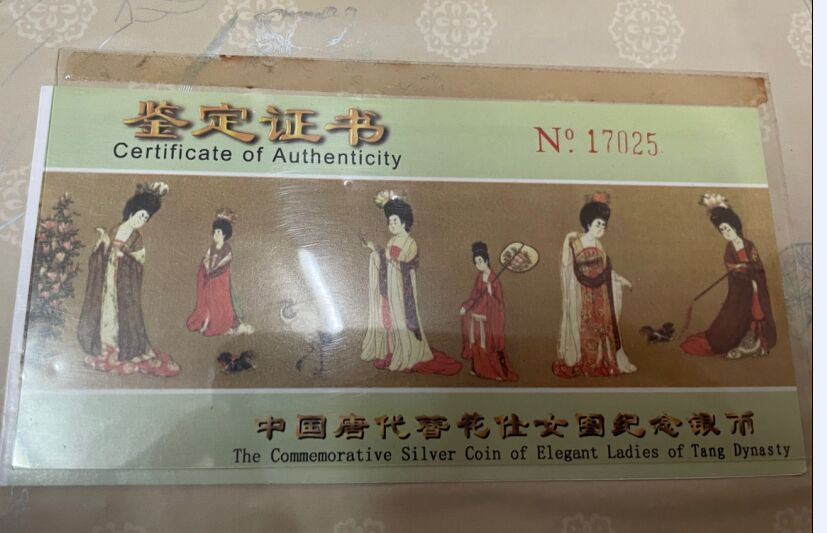 鉴定证书
Certificate of Authenticity
Nº. 17025
中国唐代簪花仕女图纪念银币
The Commemorative Silver Coin of Elegant Ladies of Tang Dynasty